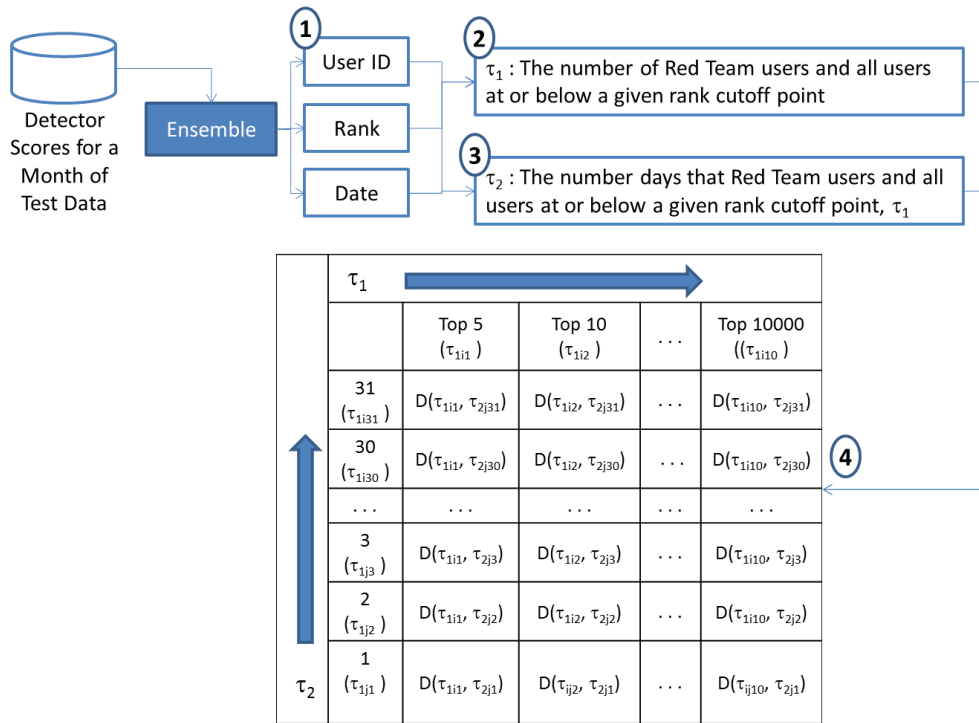 1
User ID
Rank
Date
Detector
Scores for a
Month of
Test Data
Ensemble
2
τ1 : The number of Red Team users and all users
at or below a given rank cutoff point
3
τ2 : The number days that Red Team users and all
users at or below a given rank cutoff point, τ1
τ1
Top 5
(τ1i1 )
Top 10
(τ1i2 )
. . .
Top 10000
((τ1i10 )
31
(τ1i31)
D(τ1i1, τ2j31)
D(τ1i2, τ2j31)
. . .
D(τ1i10, τ2j31)
30
(τ1i30)
D(τ1i1, τ2j30)
D(τ1i2, τ2j30)
. . .
D(τ1i10, τ2j30)
4
. . .
. . .
. . .
. . .
. . .
3
(τ1j3 )
D(τ1i1, τ2j3)
D(τ1i2, τ2j3)
. . .
D(τ1i10, τ2j3)
2
(τ1j2 )
D(τ1i1, τ2j2)
D(τ1i2, τ2j2)
. . .
D(τ1i10, τ2j2)
τ2
1
(τ1j1 )
D(τ1i1, τ2j1)
D(τij2, τ2j1)
. . .
D(τij10, τ2j1)